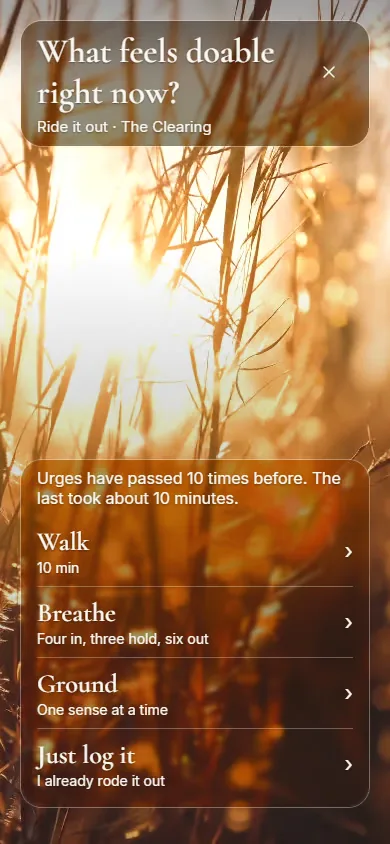 What feels doable
right now?
Ride it out · The Clearing
Urges have passed 10 times before. The
last took about 10 minutes.
Walk
10 min
Breathe
Four in, three hold, six out
Ground
One sense at a time
Just log it
I already rode it out